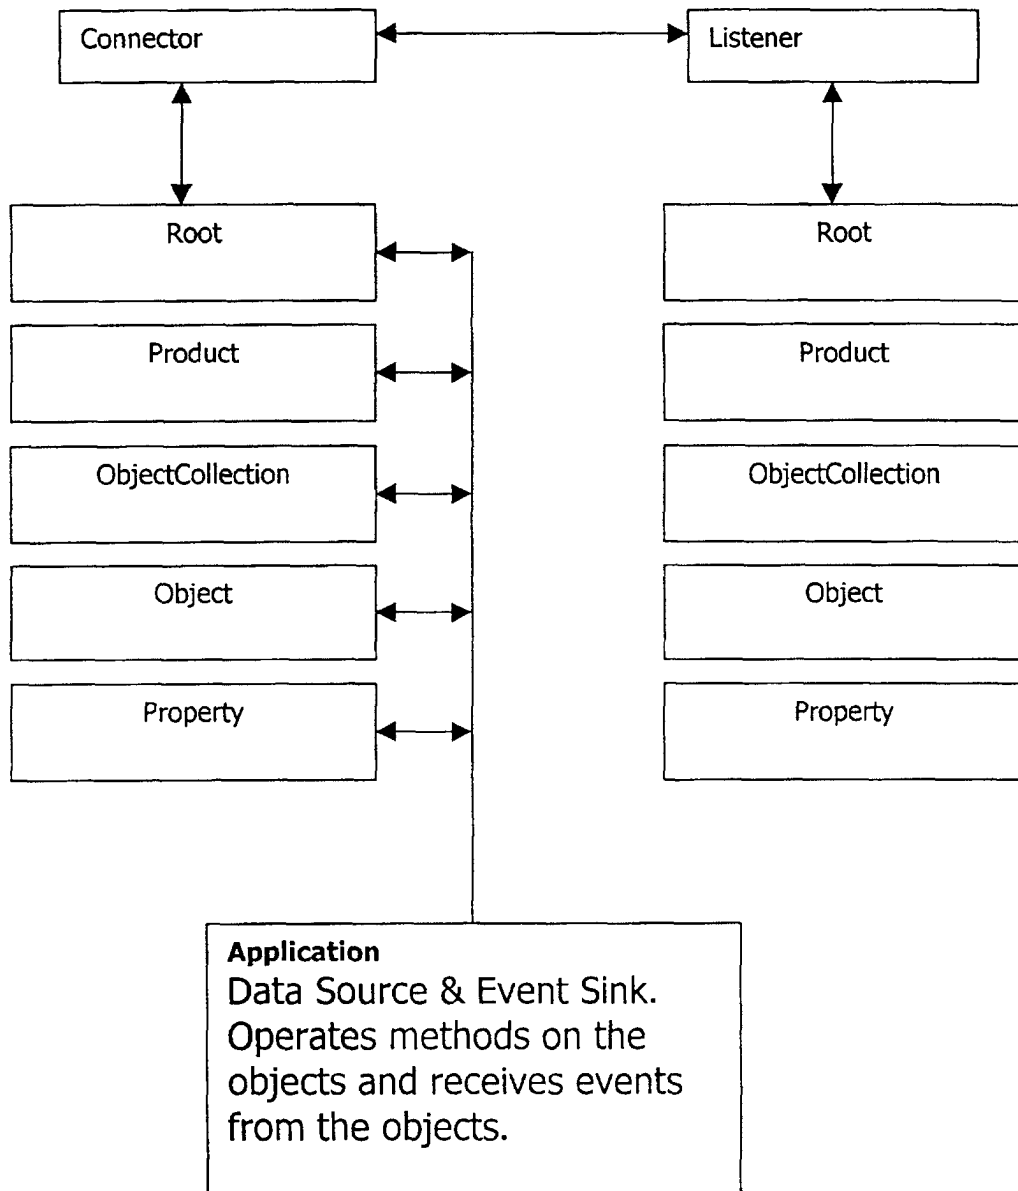 Connector
Listener
Root
Root
Product
Product
ObjectCollection
ObjectCollection
Object
Object
Property
Property
Application
Data Source & Event Sink.
Operates methods on the
objects and receives events
from the objects.